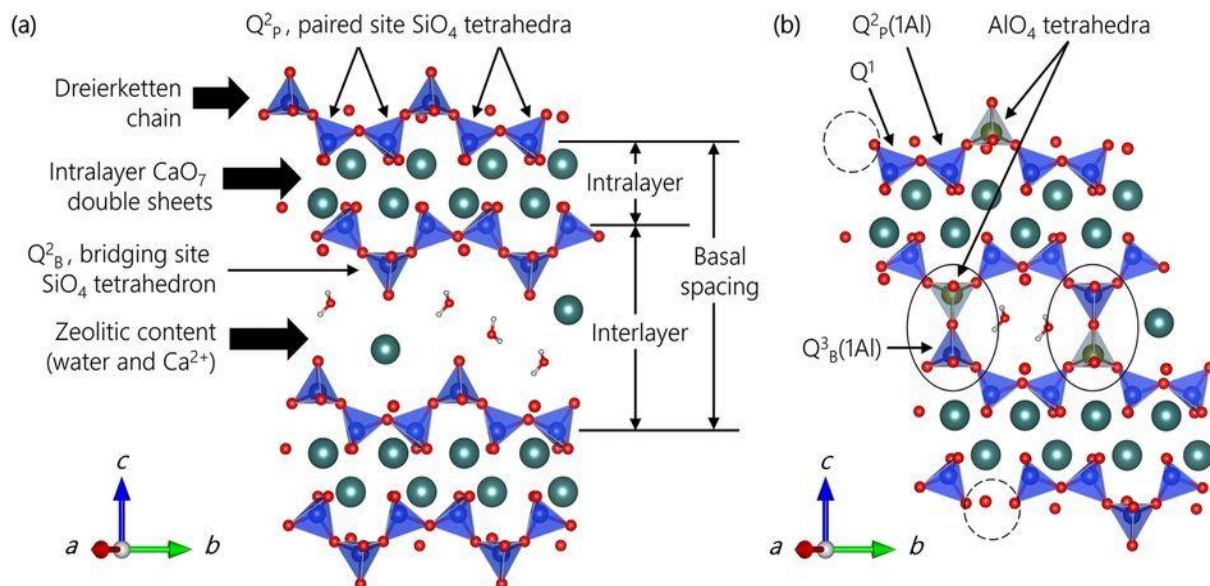 (a)
Q²P, paired site SiO₄ tetrahedra
Dreierketten
chain
Intralayer CaO₇
double sheets
Q²B, bridging site
SiO₄ tetrahedron
Zeolitic content
(water and Ca²⁺)
Intralayer
Interlayer
Basal
spacing
c
a
b
(b)
Q²P(1Al)
AlO₄ tetrahedra
Q¹
Q³B(1Al)
c
a
b